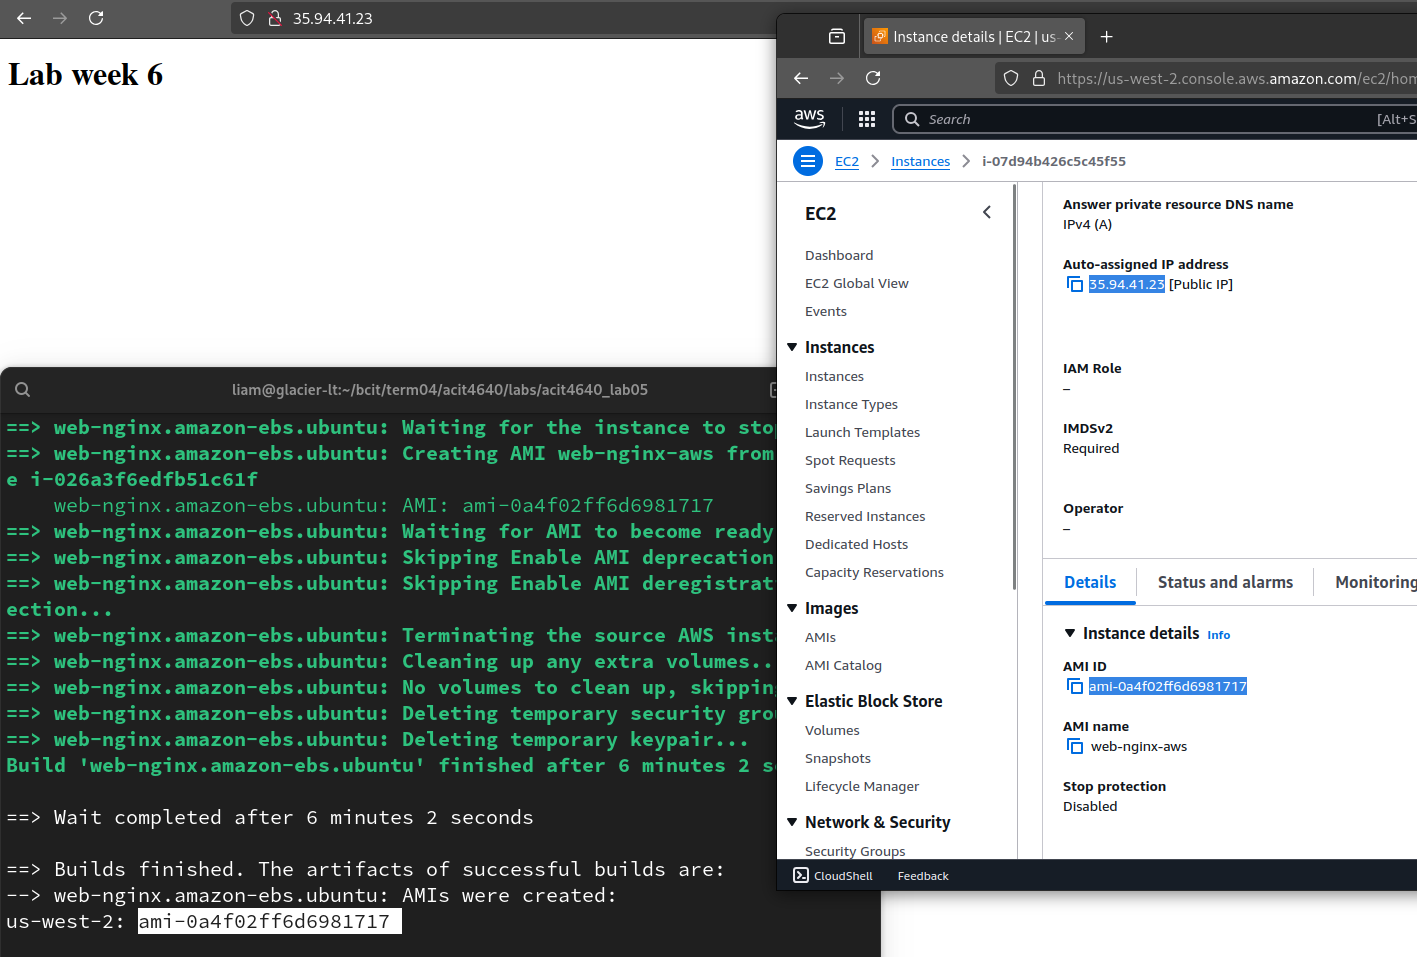 35.94.41.23
Lab week 6
Instance details | EC2 | us-
https://us-west-2.console.aws.amazon.com/ec2/hom
aws
Search
[Alt+S
EC2
Instances
i-07d94b426c5c45f55
EC2
Dashboard
EC2 Global View
Events
Instances
Instances
Instance Types
Launch Templates
Spot Requests
Savings Plans
Reserved Instances
Dedicated Hosts
Capacity Reservations
Images
AMIs
AMI Catalog
Elastic Block Store
Volumes
Snapshots
Lifecycle Manager
Network & Security
Security Groups
Answer private resource DNS name
IPv4 (A)
Auto-assigned IP address
35.94.41.23 [Public IP]
IAM Role
–
IMDSv2
Required
Operator
–
Details
Status and alarms
Monitoring
Instance details Info
AMI ID
ami-0a4f02ff6d6981717
AMI name
web-nginx-aws
Stop protection
Disabled
CloudShell
Feedback
liam@glacier-lt:~/bcit/term04/acit4640/labs/acit4640_lab05
==> web-nginx.amazon-ebs.ubuntu: Waiting for the instance to stop
==> web-nginx.amazon-ebs.ubuntu: Creating AMI web-nginx-aws from
e i-026a3f6edfb51c61f
web-nginx.amazon-ebs.ubuntu: AMI: ami-0a4f02ff6d6981717
==> web-nginx.amazon-ebs.ubuntu: Waiting for AMI to become ready
==> web-nginx.amazon-ebs.ubuntu: Skipping Enable AMI deprecation
==> web-nginx.amazon-ebs.ubuntu: Skipping Enable AMI deregistrat
ection...
==> web-nginx.amazon-ebs.ubuntu: Terminating the source AWS inst
==> web-nginx.amazon-ebs.ubuntu: Cleaning up any extra volumes..
==> web-nginx.amazon-ebs.ubuntu: No volumes to clean up, skippin
==> web-nginx.amazon-ebs.ubuntu: Deleting temporary security gro
==> web-nginx.amazon-ebs.ubuntu: Deleting temporary keypair...
Build 'web-nginx.amazon-ebs.ubuntu' finished after 6 minutes 2 s
==> Wait completed after 6 minutes 2 seconds
==> Builds finished. The artifacts of successful builds are:
--> web-nginx.amazon-ebs.ubuntu: AMIs were created:
us-west-2: ami-0a4f02ff6d6981717